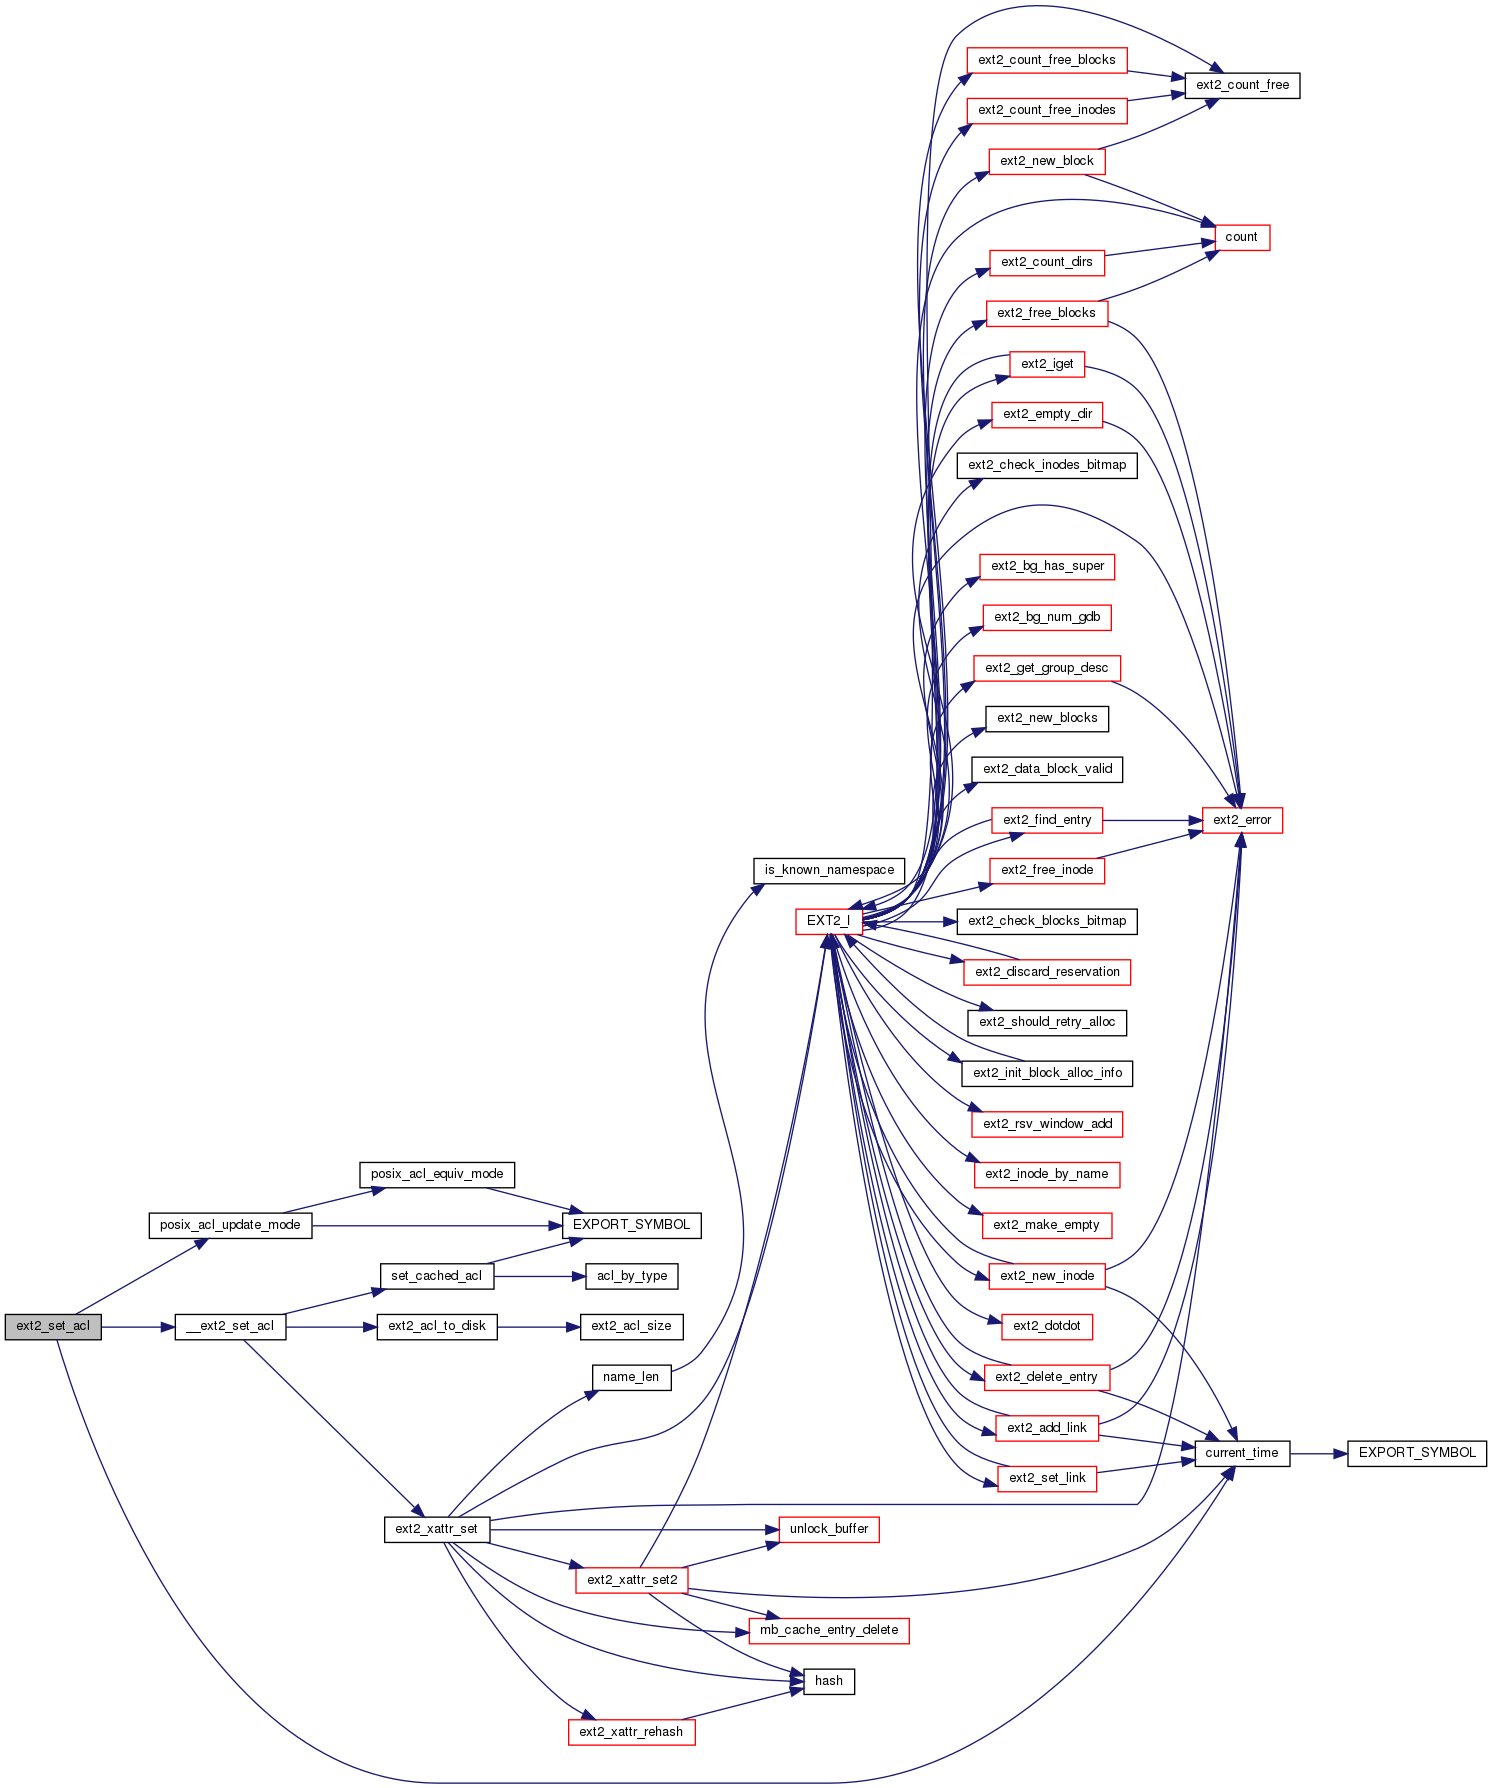 ext2_count_free_blocks
ext2_count_free
ext2_count_free_inodes
ext2_new_block
count
ext2_count_dirs
ext2_free_blocks
ext2_iget
ext2_empty_dir
ext2_check_inodes_bitmap
ext2_bg_has_super
ext2_bg_num_gdb
ext2_get_group_desc
ext2_new_blocks
ext2_data_block_valid
ext2_find_entry
ext2_error
is_known_namespace
ext2_free_inode
EXT2_I
ext2_check_blocks_bitmap
ext2_discard_reservation
ext2_should_retry_alloc
ext2_init_block_alloc_info
ext2_rsv_window_add
posix_acl_equiv_mode
ext2_inode_by_name
posix_acl_update_mode
EXPORT_SYMBOL
ext2_make_empty
set_cached_acl
acl_by_type
ext2_new_inode
ext2_set_acl
__ext2_set_acl
ext2_acl_to_disk
ext2_acl_size
ext2_dotdot
name_len
ext2_delete_entry
ext2_add_link
current_time
EXPORT_SYMBOL
ext2_set_link
ext2_xattr_set
unlock_buffer
ext2_xattr_set2
mb_cache_entry_delete
hash
ext2_xattr_rehash